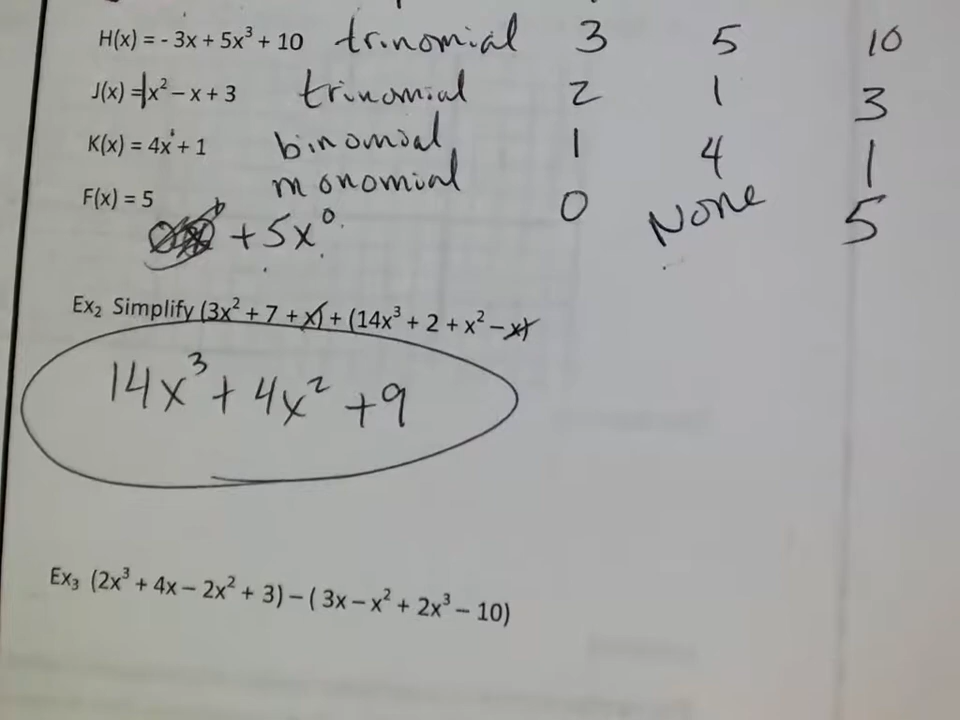 H(x) = - 3x + 5x³ + 10 trinomial 3 5 10
J(x) = 1x² – x + 3 trinomial 2 1 3
K(x) = 4x¹ + 1 binomial 1 4 1
F(x) = 5 monomial 0 None 5
+ 5x⁰
Ex₂ Simplify (3x² + 7 + x) + (14x³ + 2 + x² – x)
14x³ + 4x² + 9
Ex₃ (2x³ + 4x – 2x² + 3) – ( 3x – x² + 2x³ – 10)